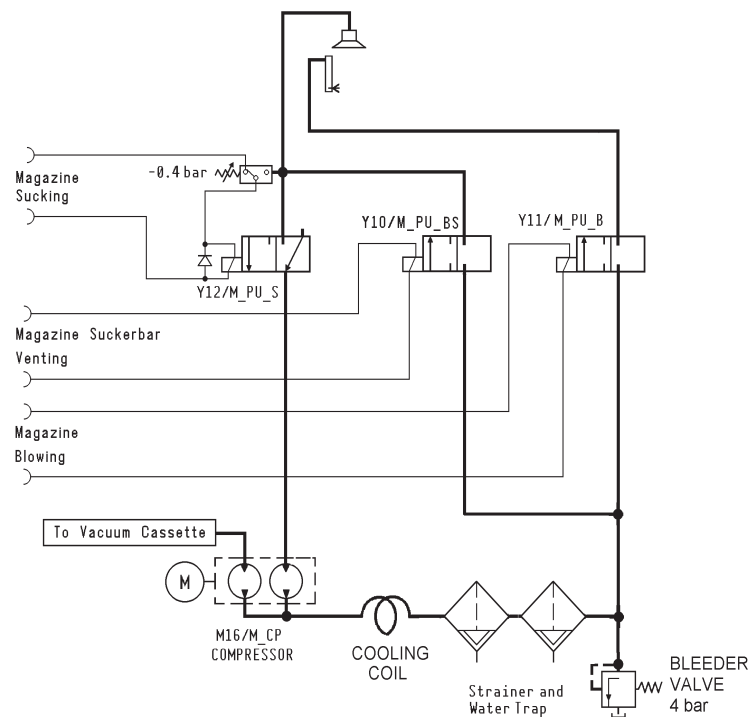 -0.4 bar
Magazine
Sucking
Y10/M_PU_BS
Y11/M_PU_B
Y12/M_PU_S
Magazine Suckerbar
Venting
Magazine
Blowing
To Vacuum Cassette
M
M16/M_CP
COMPRESSOR
COOLING
COIL
Strainer and
Water Trap
BLEEDER
VALVE
4 bar